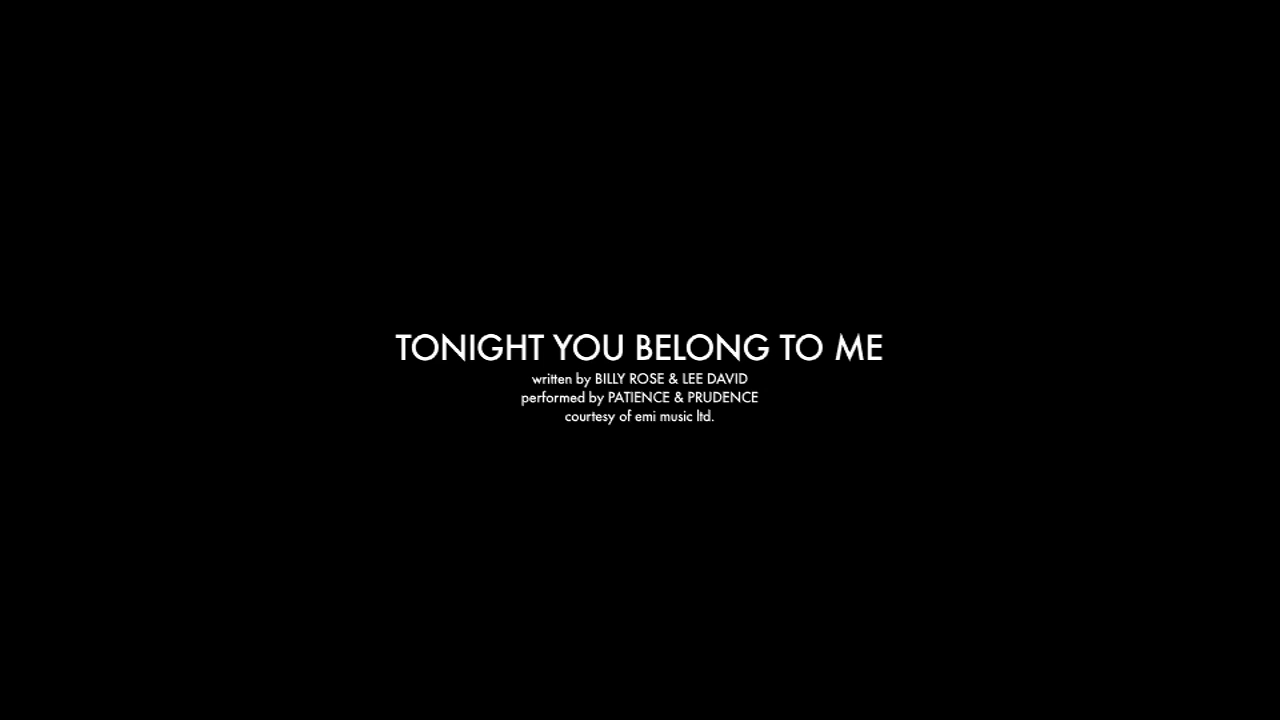 TONIGHT YOU BELONG TO ME
written by BILLY ROSE & LEE DAVID
performed by PATIENCE & PRUDENCE
courtesy of emi music ltd.